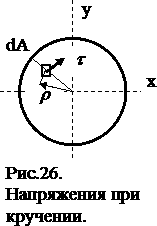 y
dA
τ
x
ρ
Рис.26.
Напряжения при
кручении.